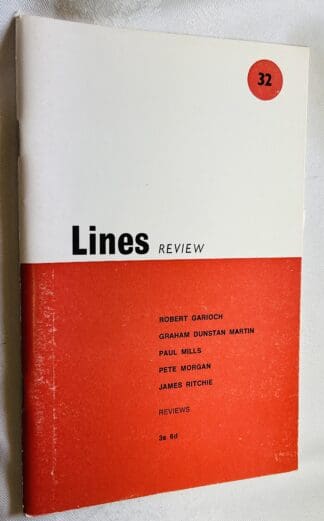 32
Lines REVIEW
ROBERT GARIOCH
GRAHAM DUNSTAN MARTIN
PAUL MILLS
PETE MORGAN
JAMES RITCHIE
REVIEWS
3s 6d